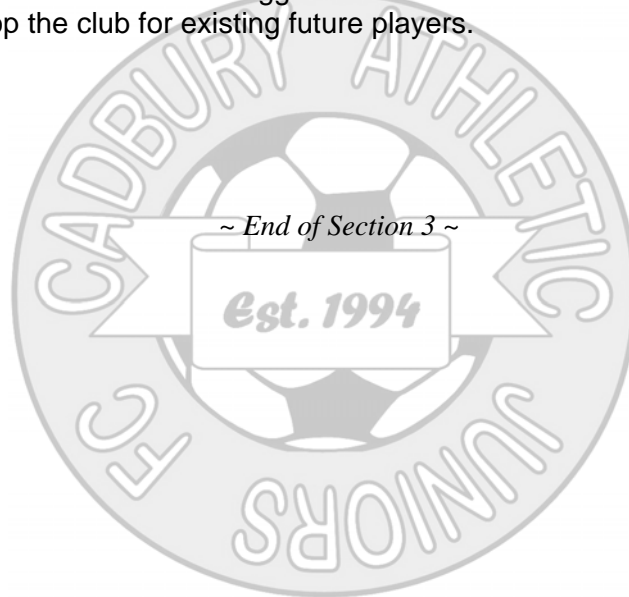 op the club for existing future players.
~ End of Section 3 ~
CADBURY ATHLETIC
Est. 1994
JUNIORS FC